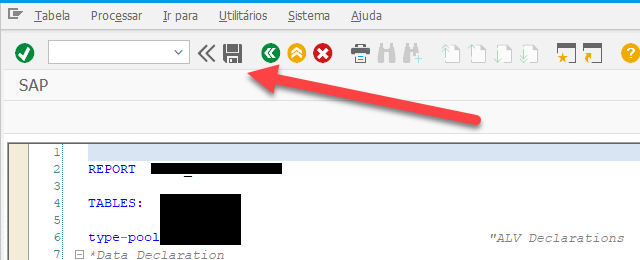 Tabela Processar Ir para Utilitários Sistema Ajuda
SAP
1
2 REPORT
3
4 TABLES:
5
6 type-pool "ALV Declarations
7 *Data Declaration